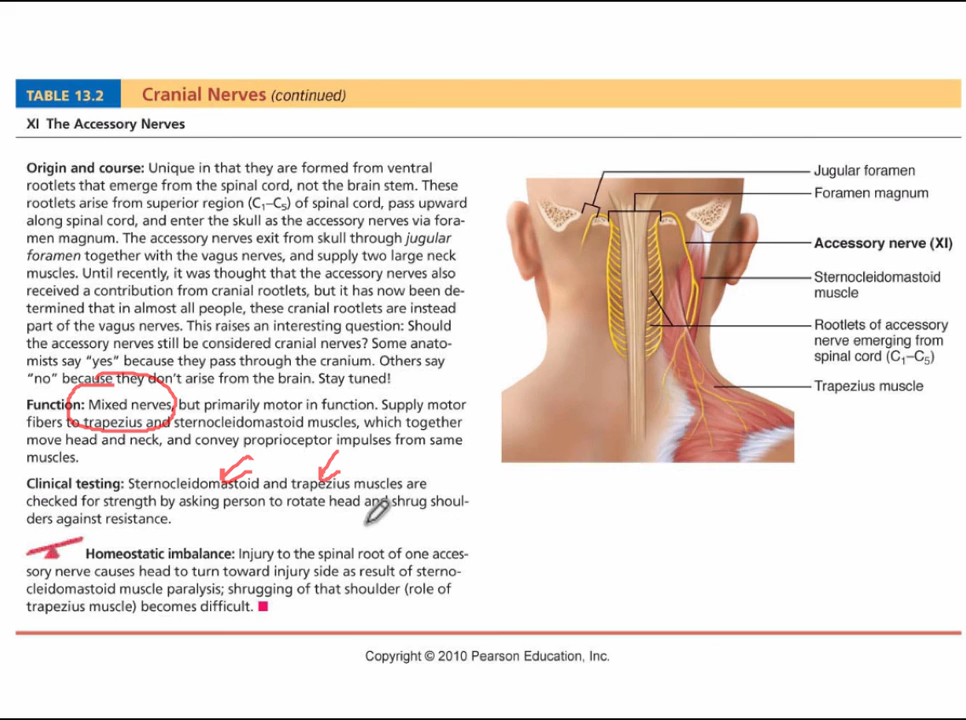 TABLE 13.2 Cranial Nerves (continued)
XI The Accessory Nerves
Origin and course: Unique in that they are formed from ventral
rootlets that emerge from the spinal cord, not the brain stem. These
rootlets arise from superior region (C1–C5) of spinal cord, pass upward
along spinal cord, and enter the skull as the accessory nerves via fora-
men magnum. The accessory nerves exit from skull through jugular
foramen together with the vagus nerves, and supply two large neck
muscles. Until recently, it was thought that the accessory nerves also
received a contribution from cranial rootlets, but it has now been de-
termined that in almost all people, these cranial rootlets are instead
part of the vagus nerves. This raises an interesting question: Should
the accessory nerves still be considered cranial nerves? Some anato-
mists say “yes” because they pass through the cranium. Others say
“no” because they don’t arise from the brain. Stay tuned!
Function: Mixed nerves, but primarily motor in function. Supply motor
fibers to trapezius and sternocleidomastoid muscles, which together
move head and neck, and convey proprioceptor impulses from same
muscles.
Clinical testing: Sternocleidomastoid and trapezius muscles are
checked for strength by asking person to rotate head and shrug shoul-
ders against resistance.
Homeostatic imbalance: Injury to the spinal root of one acces-
sory nerve causes head to turn toward injury side as result of sterno-
cleidomastoid muscle paralysis; shrugging of that shoulder (role of
trapezius muscle) becomes difficult.
Jugular foramen
Foramen magnum
Accessory nerve (XI)
Sternocleidomastoid
muscle
Rootlets of accessory
nerve emerging from
spinal cord (C1–C5)
Trapezius muscle
Copyright © 2010 Pearson Education, Inc.